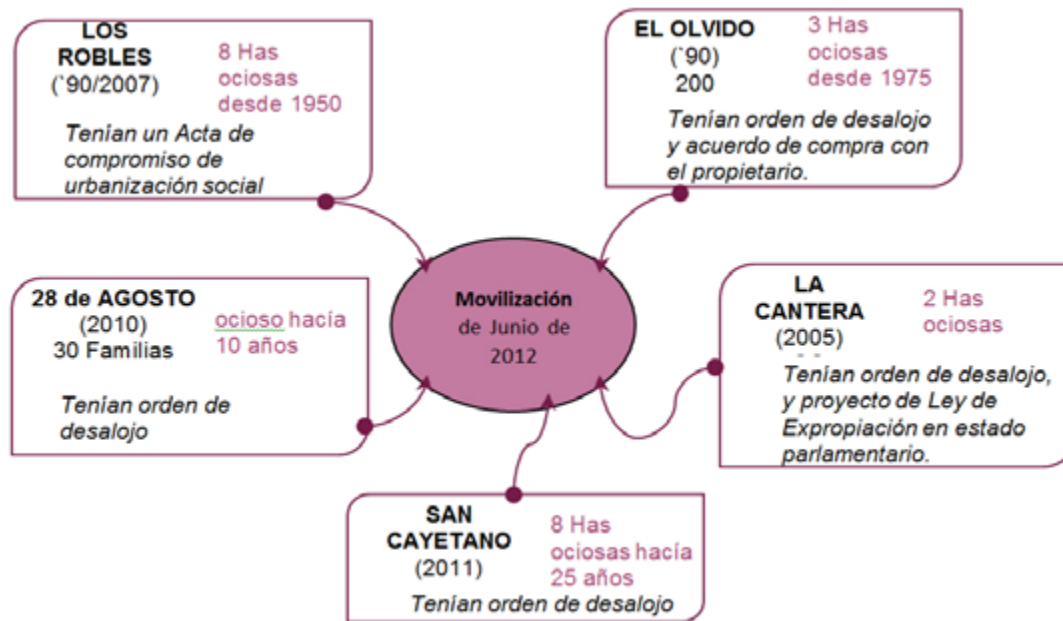 LOS
ROBLES
(`90/2007)
8 Has
ociosas
desde 1950
Tenían un Acta de
compromiso de
urbanización social
EL OLVIDO
(`90)
200
3 Has
ociosas
desde 1975
Tenían orden de desalojo
y acuerdo de compra con
el propietario.
28 de AGOSTO
(2010)
30 Familias
ocioso hacía
10 años
Tenían orden de
desalojo
Movilización
de Junio de
2012
LA
CANTERA
(2005)
2 Has
ociosas
Tenían orden de desalojo,
y proyecto de Ley de
Expropiación en estado
parlamentario.
SAN
CAYETANO
(2011)
8 Has
ociosas hacía
25 años
Tenían orden de desalojo